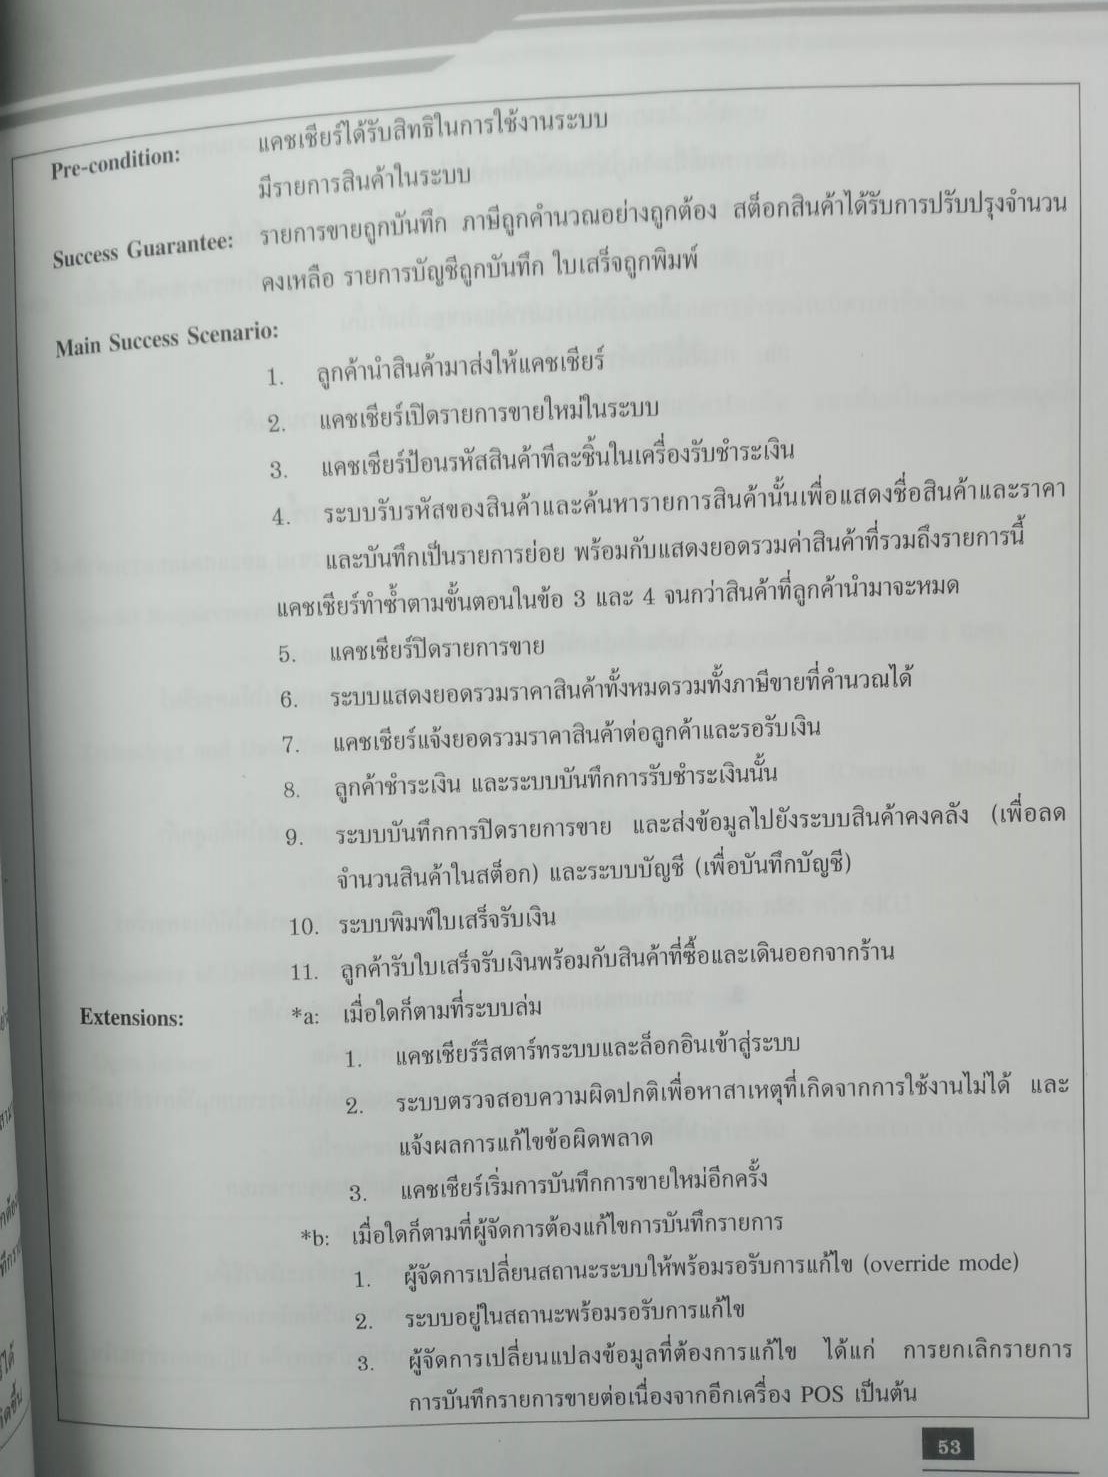 Pre-condition: แคชเชียร์ได้รับสิทธิในการใช้งานระบบ
มีรายการสินค้าในระบบ
Success Guarantee: รายการขายถูกบันทึก ภาษีถูกคำนวณอย่างถูกต้อง สต็อกสินค้าได้รับการปรับปรุงจำนวน
คงเหลือ รายการบัญชีถูกบันทึก ใบเสร็จถูกพิมพ์
Main Success Scenario:
1. ลูกค้านำสินค้ามาส่งให้แคชเชียร์
2. แคชเชียร์เปิดรายการขายใหม่ในระบบ
3. แคชเชียร์ป้อนรหัสสินค้าทีละชิ้นในเครื่องรับชำระเงิน
4. ระบบรับรหัสของสินค้าและค้นหารายการสินค้านั้นเพื่อแสดงชื่อสินค้าและราคา
และบันทึกเป็นรายการย่อย พร้อมกับแสดงยอดรวมค่าสินค้าที่รวมถึงรายการนี้
แคชเชียร์ทำซ้ำตามขั้นตอนในข้อ 3 และ 4 จนกว่าสินค้าที่ลูกค้านำมาจะหมด
5. แคชเชียร์ปิดรายการขาย
6. ระบบแสดงยอดรวมราคาสินค้าทั้งหมดรวมทั้งภาษีขายที่คำนวณได้
7. แคชเชียร์แจ้งยอดรวมราคาสินค้าต่อลูกค้าและรอรับเงิน
8. ลูกค้าชำระเงิน และระบบบันทึกการรับชำระเงินนั้น
9. ระบบบันทึกการปิดรายการขาย และส่งข้อมูลไปยังระบบสินค้าคงคลัง (เพื่อลด
จำนวนสินค้าในสต็อก) และระบบบัญชี (เพื่อบันทึกบัญชี)
10. ระบบพิมพ์ใบเสร็จรับเงิน
11. ลูกค้ารับใบเสร็จรับเงินพร้อมกับสินค้าที่ซื้อและเดินออกจากร้าน
Extensions: *a: เมื่อใดก็ตามที่ระบบล่ม
1. แคชเชียร์รีสตาร์ทระบบและล็อกอินเข้าสู่ระบบ
2. ระบบตรวจสอบความผิดปกติเพื่อหาสาเหตุที่เกิดจากการใช้งานไม่ได้ และ
แจ้งผลการแก้ไขข้อผิดพลาด
3. แคชเชียร์เริ่มการบันทึกการขายใหม่อีกครั้ง
*b: เมื่อใดก็ตามที่ผู้จัดการต้องแก้ไขการบันทึกรายการ
1. ผู้จัดการเปลี่ยนสถานะระบบให้พร้อมรอรับการแก้ไข (override mode)
2. ระบบอยู่ในสถานะพร้อมรอรับการแก้ไข
3. ผู้จัดการเปลี่ยนแปลงข้อมูลที่ต้องการแก้ไข ได้แก่ การยกเลิกรายการ
การบันทึกรายการขายต่อเนื่องจากอีกเครื่อง POS เป็นต้น
53